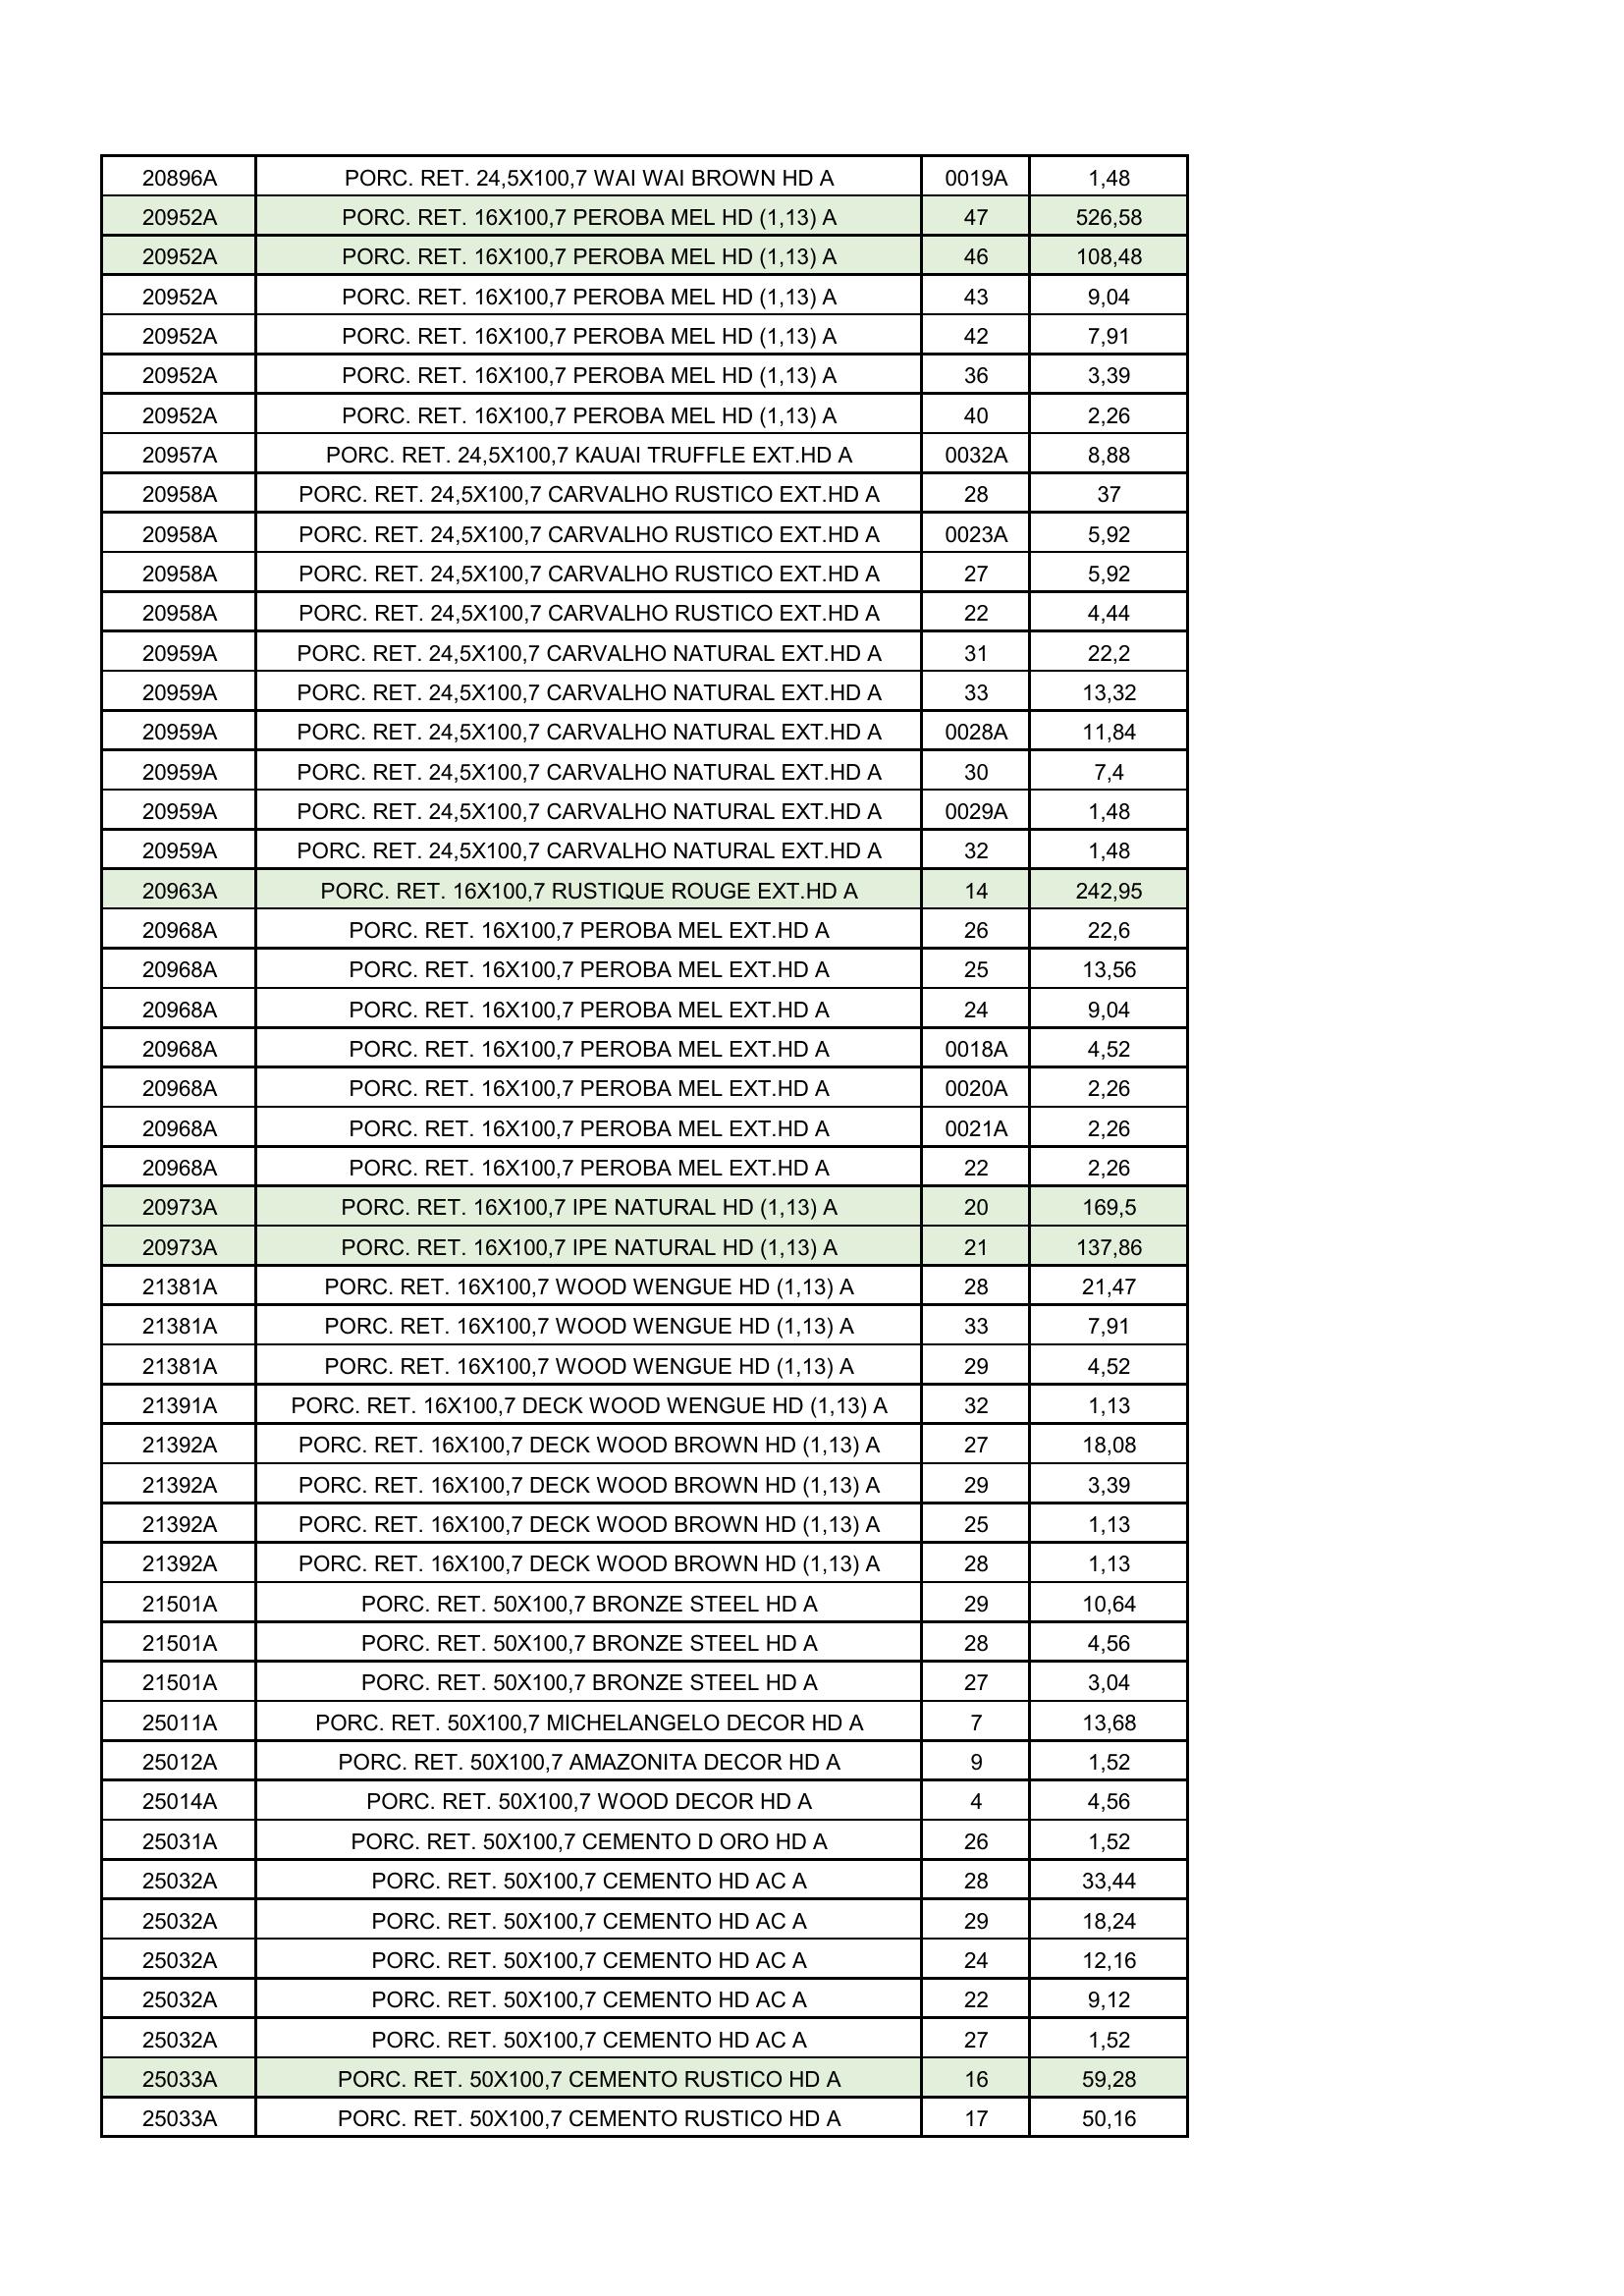 20896A PORC. RET. 24,5X100,7 WAI WAI BROWN HD A 0019A 1,48
20952A PORC. RET. 16X100,7 PEROBA MEL HD (1,13) A 47 526,58
20952A PORC. RET. 16X100,7 PEROBA MEL HD (1,13) A 46 108,48
20952A PORC. RET. 16X100,7 PEROBA MEL HD (1,13) A 43 9,04
20952A PORC. RET. 16X100,7 PEROBA MEL HD (1,13) A 42 7,91
20952A PORC. RET. 16X100,7 PEROBA MEL HD (1,13) A 36 3,39
20952A PORC. RET. 16X100,7 PEROBA MEL HD (1,13) A 40 2,26
20957A PORC. RET. 24,5X100,7 KAUAI TRUFFLE EXT.HD A 0032A 8,88
20958A PORC. RET. 24,5X100,7 CARVALHO RUSTICO EXT.HD A 28 37
20958A PORC. RET. 24,5X100,7 CARVALHO RUSTICO EXT.HD A 0023A 5,92
20958A PORC. RET. 24,5X100,7 CARVALHO RUSTICO EXT.HD A 27 5,92
20958A PORC. RET. 24,5X100,7 CARVALHO RUSTICO EXT.HD A 22 4,44
20959A PORC. RET. 24,5X100,7 CARVALHO NATURAL EXT.HD A 31 22,2
20959A PORC. RET. 24,5X100,7 CARVALHO NATURAL EXT.HD A 33 13,32
20959A PORC. RET. 24,5X100,7 CARVALHO NATURAL EXT.HD A 0028A 11,84
20959A PORC. RET. 24,5X100,7 CARVALHO NATURAL EXT.HD A 30 7,4
20959A PORC. RET. 24,5X100,7 CARVALHO NATURAL EXT.HD A 0029A 1,48
20959A PORC. RET. 24,5X100,7 CARVALHO NATURAL EXT.HD A 32 1,48
20963A PORC. RET. 16X100,7 RUSTIQUE ROUGE EXT.HD A 14 242,95
20968A PORC. RET. 16X100,7 PEROBA MEL EXT.HD A 26 22,6
20968A PORC. RET. 16X100,7 PEROBA MEL EXT.HD A 25 13,56
20968A PORC. RET. 16X100,7 PEROBA MEL EXT.HD A 24 9,04
20968A PORC. RET. 16X100,7 PEROBA MEL EXT.HD A 0018A 4,52
20968A PORC. RET. 16X100,7 PEROBA MEL EXT.HD A 0020A 2,26
20968A PORC. RET. 16X100,7 PEROBA MEL EXT.HD A 0021A 2,26
20968A PORC. RET. 16X100,7 PEROBA MEL EXT.HD A 22 2,26
20973A PORC. RET. 16X100,7 IPE NATURAL HD (1,13) A 20 169,5
20973A PORC. RET. 16X100,7 IPE NATURAL HD (1,13) A 21 137,86
21381A PORC. RET. 16X100,7 WOOD WENGUE HD (1,13) A 28 21,47
21381A PORC. RET. 16X100,7 WOOD WENGUE HD (1,13) A 33 7,91
21381A PORC. RET. 16X100,7 WOOD WENGUE HD (1,13) A 29 4,52
21391A PORC. RET. 16X100,7 DECK WOOD WENGUE HD (1,13) A 32 1,13
21392A PORC. RET. 16X100,7 DECK WOOD BROWN HD (1,13) A 27 18,08
21392A PORC. RET. 16X100,7 DECK WOOD BROWN HD (1,13) A 29 3,39
21392A PORC. RET. 16X100,7 DECK WOOD BROWN HD (1,13) A 25 1,13
21392A PORC. RET. 16X100,7 DECK WOOD BROWN HD (1,13) A 28 1,13
21501A PORC. RET. 50X100,7 BRONZE STEEL HD A 29 10,64
21501A PORC. RET. 50X100,7 BRONZE STEEL HD A 28 4,56
21501A PORC. RET. 50X100,7 BRONZE STEEL HD A 27 3,04
25011A PORC. RET. 50X100,7 MICHELANGELO DECOR HD A 7 13,68
25012A PORC. RET. 50X100,7 AMAZONITA DECOR HD A 9 1,52
25014A PORC. RET. 50X100,7 WOOD DECOR HD A 4 4,56
25031A PORC. RET. 50X100,7 CEMENTO D ORO HD A 26 1,52
25032A PORC. RET. 50X100,7 CEMENTO HD AC A 28 33,44
25032A PORC. RET. 50X100,7 CEMENTO HD AC A 29 18,24
25032A PORC. RET. 50X100,7 CEMENTO HD AC A 24 12,16
25032A PORC. RET. 50X100,7 CEMENTO HD AC A 22 9,12
25032A PORC. RET. 50X100,7 CEMENTO HD AC A 27 1,52
25033A PORC. RET. 50X100,7 CEMENTO RUSTICO HD A 16 59,28
25033A PORC. RET. 50X100,7 CEMENTO RUSTICO HD A 17 50,16